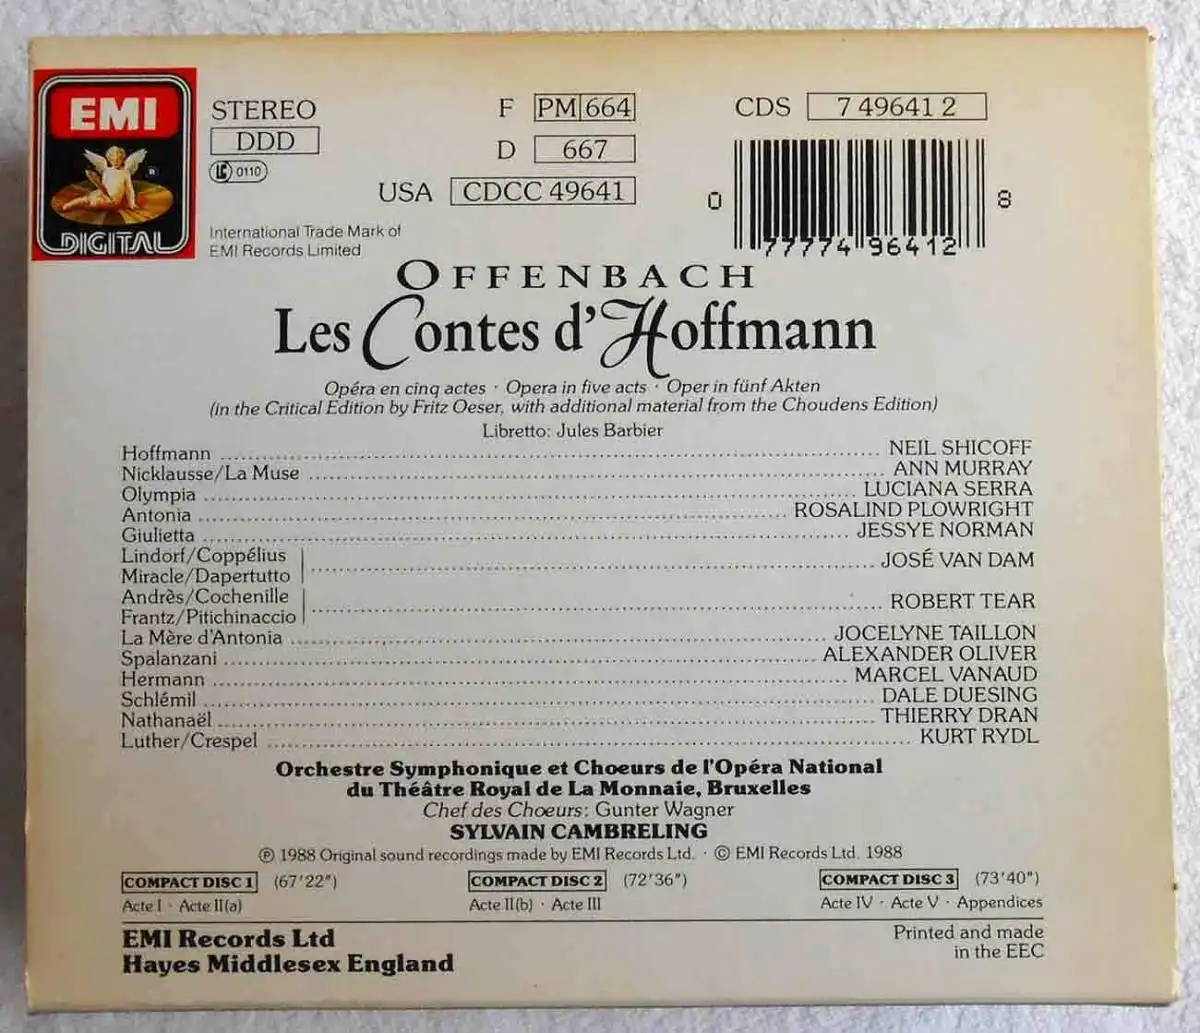 EMI
DIGITAL
R
STEREO
DDD
LC 0110
F PM 664
D 667
USA CDCC 49641
CDS 7 49641 2
0 77774 96412 8
International Trade Mark of
EMI Records Limited
OFFENBACH
Les Contes d'Hoffmann
Opéra en cinq actes · Opera in five acts · Oper in fünf Akten
(in the Critical Edition by Fritz Oeser, with additional material from the Choudens Edition)
Libretto: Jules Barbier
Hoffmann NEIL SHICOFF
Nicklausse/La Muse ANN MURRAY
Olympia LUCIANA SERRA
Antonia ROSALIND PLOWRIGHT
Giulietta JESSYE NORMAN
Lindorf/Coppélius
Miracle/Dapertutto JOSÉ VAN DAM
Andrès/Cochenille
Frantz/Pitichinaccio ROBERT TEAR
La Mère d'Antonia JOCELYNE TAILLON
Spalanzani ALEXANDER OLIVER
Hermann MARCEL VANAUD
Schlémil DALE DUESING
Nathanaël THIERRY DRAN
Luther/Crespel KURT RYDL
Orchestre Symphonique et Choeurs de l'Opéra National
du Théâtre Royal de La Monnaie, Bruxelles
Chef des Choeurs: Gunter Wagner
SYLVAIN CAMBRELING
℗ 1988 Original sound recordings made by EMI Records Ltd. · © EMI Records Ltd. 1988
COMPACT DISC 1 (67'22")
Acte I · Acte II(a)
COMPACT DISC 2 (72'36")
Acte II(b) · Acte III
COMPACT DISC 3 (73'40")
Acte IV · Acte V · Appendices
EMI Records Ltd
Hayes Middlesex England
Printed and made
in the EEC